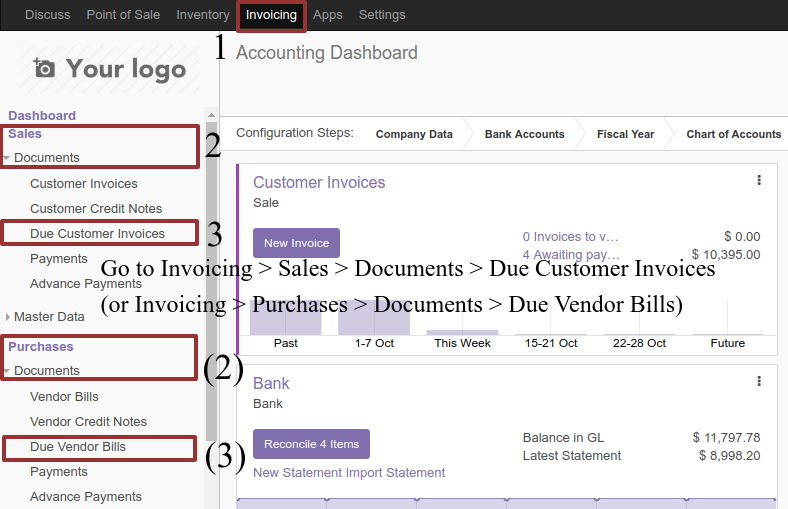 Discuss Point of Sale Inventory Invoicing Apps Settings
1
Accounting Dashboard
Your logo
Dashboard
Sales
2
Documents
Customer Invoices
Customer Credit Notes
Due Customer Invoices
3
Payments
Advance Payments
Master Data
Purchases
(2)
Documents
Vendor Bills
Vendor Credit Notes
Due Vendor Bills
(3)
Payments
Advance Payments
Configuration Steps: Company Data Bank Accounts Fiscal Year Chart of Accounts
Customer Invoices
Sale
New Invoice
0 Invoices to v… $ 0.00
4 Awaiting pay… $ 10,395.00
Go to Invoicing > Sales > Documents > Due Customer Invoices
(or Invoicing > Purchases > Documents > Due Vendor Bills)
Past 1-7 Oct This Week 15-21 Oct 22-28 Oct Future
Bank
Bank
Reconcile 4 Items
Balance in GL $ 11,797.78
Latest Statement $ 8,998.20
New Statement Import Statement